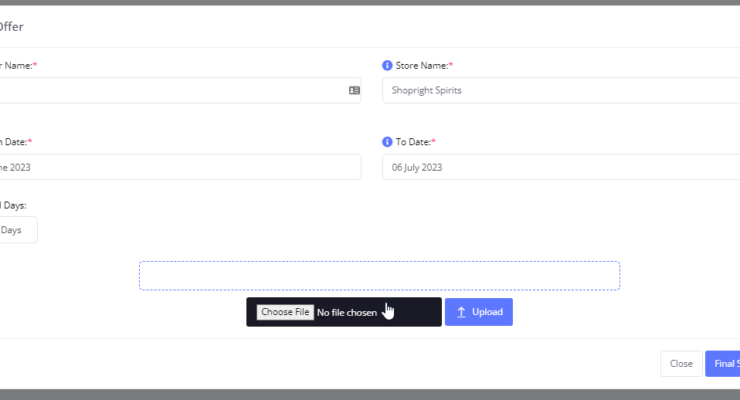 Offer
Name:* Store Name:*
Shopright Spirits
Date:* To Date:*
2023 06 July 2023
Days:
Days
Choose File No file chosen Upload
Close Final